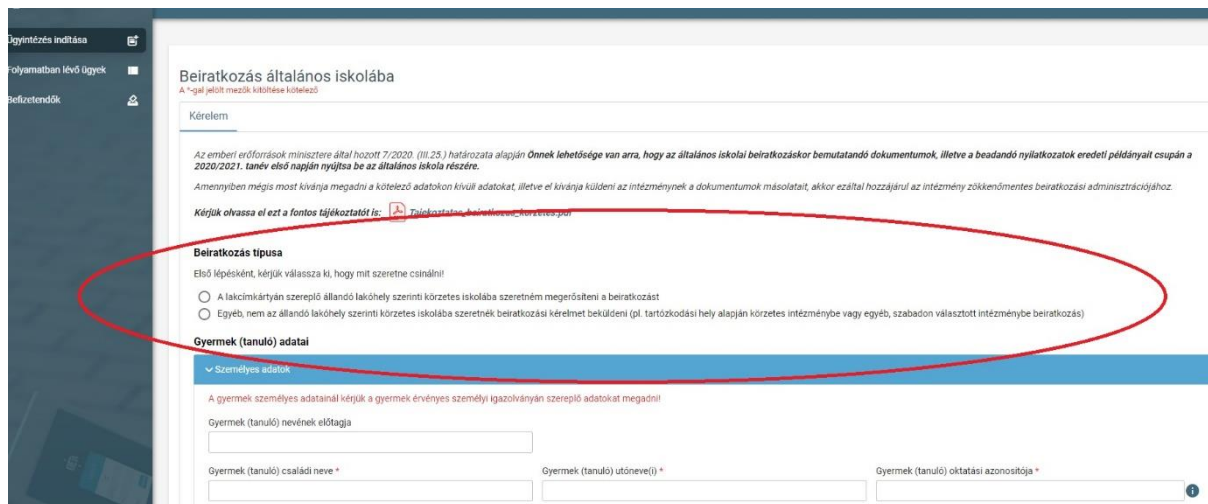 Ügyintézés indítása
Folyamatban lévő ügyek
Befizetendők
Beiratkozás általános iskolába
A *-gal jelölt mezők kitöltése kötelező
Kérelem
Az emberi erőforrások minisztere által hozott 7/2020. (III.25.) határozata alapján Önnek lehetősége van arra, hogy az általános iskolai beiratkozáskor bemutatandó dokumentumok, illetve a beadandó nyilatkozatok eredeti példányait csupán a
2020/2021. tanév első napján nyújtsa be az általános iskola részére.
Amennyiben mégis most kívánja megadni a kötelező adatokon kívüli adatokat, illetve el kívánja küldeni az intézménynek a dokumentumok másolatait, akkor ezáltal hozzájárul az intézmény zökkenőmentes beiratkozási adminisztrációjához.
Kérjük olvassa el ezt a fontos tájékoztatót is: Tajekoztatas_beiratkozas_korzetes.pdf
Beiratkozás típusa
Első lépésként, kérjük válassza ki, hogy mit szeretne csinálni!
A lakcímkártyán szereplő állandó lakóhely szerinti körzetes iskolába szeretném megerősíteni a beiratkozást
Egyéb, nem az állandó lakóhely szerinti körzetes iskolába szeretnék beiratkozási kérelmet beküldeni (pl. tartózkodási hely alapján körzetes intézménybe vagy egyéb, szabadon választott intézménybe beiratkozás)
Gyermek (tanuló) adatai
Személyes adatok
A gyermek személyes adatainál kérjük a gyermek érvényes személyi igazolványán szereplő adatokat megadni!
Gyermek (tanuló) nevének előtagja
Gyermek (tanuló) családi neve * Gyermek (tanuló) utóneve(i) * Gyermek (tanuló) oktatási azonosítója *